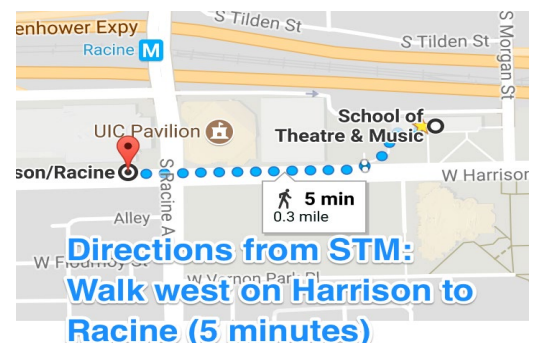 S Tilden St
enhower Expy
S Tilden St
Racine M
S Morgan St
School of
Theatre & Music
UIC Pavilion
son/Racine
W Harrison
S Racine A
5 min
0.3 mile
Alley
Directions from STM:
W Flournoy St
Walk west on Harrison to
W Vernon Park Pl
Racine (5 minutes)